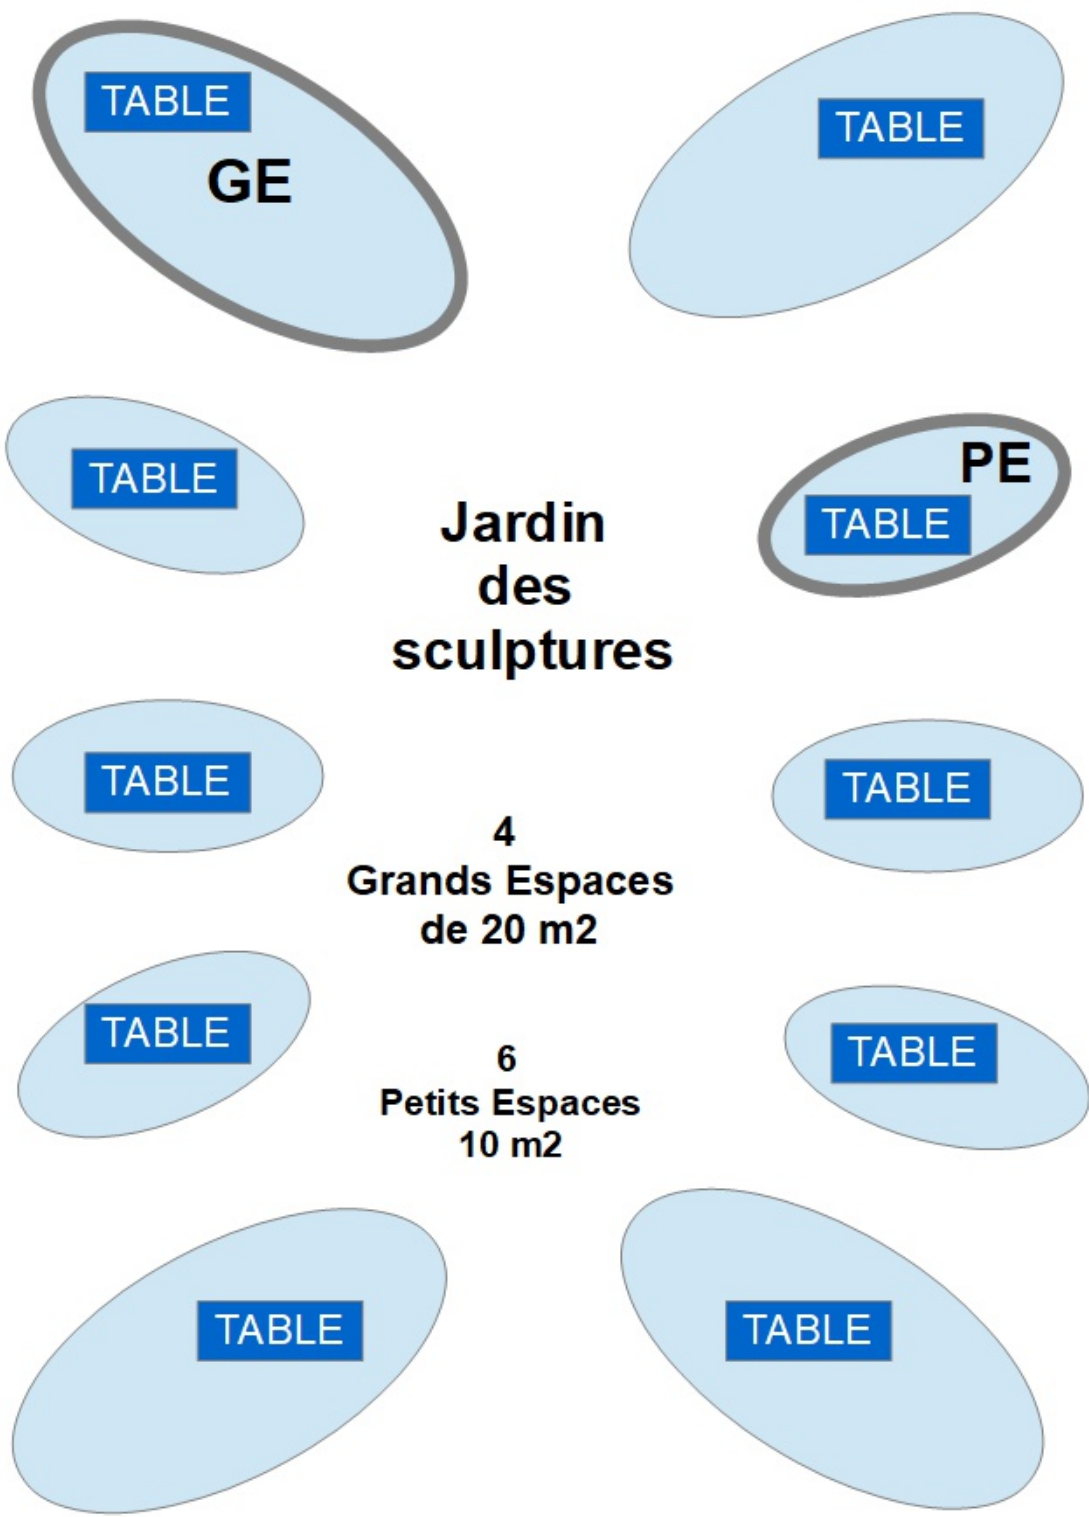 TABLE
GE
TABLE
TABLE
PE
TABLE
Jardin
des
sculptures
TABLE
TABLE
4
Grands Espaces
de 20 m2
TABLE
TABLE
6
Petits Espaces
10 m2
TABLE
TABLE